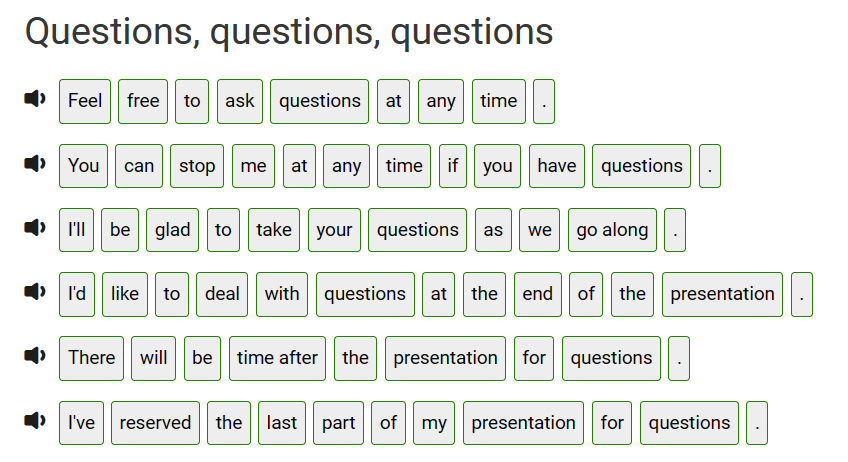 Questions, questions, questions
Feel free to ask questions at any time .
You can stop me at any time if you have questions .
I'll be glad to take your questions as we go along .
I'd like to deal with questions at the end of the presentation .
There will be time after the presentation for questions .
I've reserved the last part of my presentation for questions .